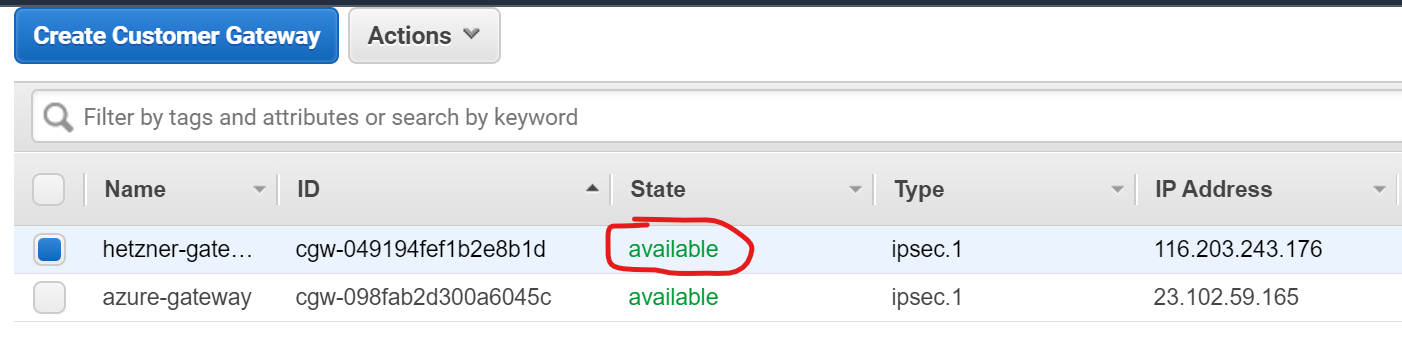 Create Customer Gateway Actions
Filter by tags and attributes or search by keyword
Name ID State Type IP Address
hetzner-gate... cgw-049194fef1b2e8b1d available ipsec.1 116.203.243.176
azure-gateway cgw-098fab2d300a6045c available ipsec.1 23.102.59.165